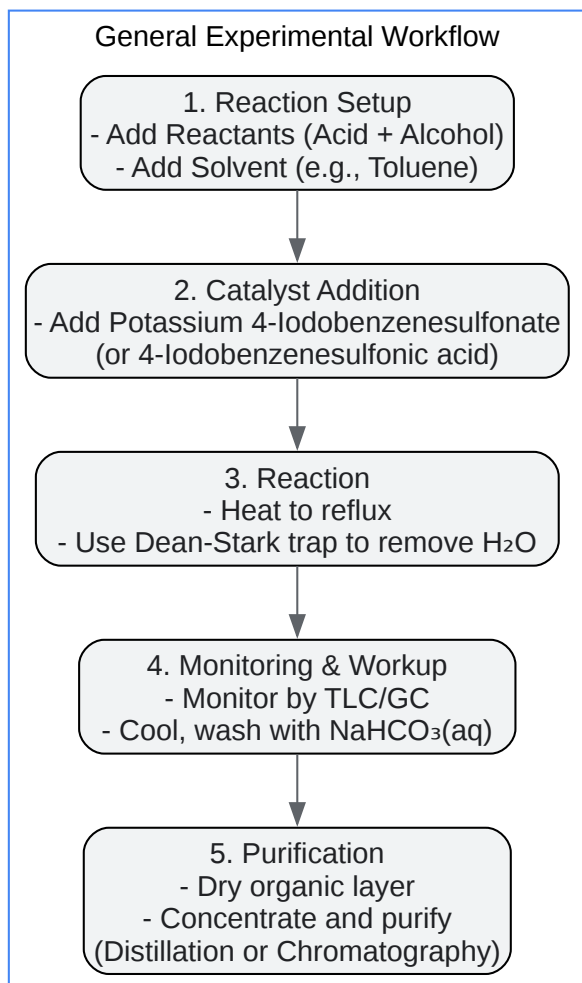 General Experimental Workflow
1. Reaction Setup
- Add Reactants (Acid + Alcohol)
- Add Solvent (e.g., Toluene)
2. Catalyst Addition
- Add Potassium 4-Iodobenzenesulfonate
(or 4-Iodobenzenesulfonic acid)
3. Reaction
- Heat to reflux
- Use Dean-Stark trap to remove H₂O
4. Monitoring & Workup
- Monitor by TLC/GC
- Cool, wash with NaHCO₃(aq)
5. Purification
- Dry organic layer
- Concentrate and purify
(Distillation or Chromatography)